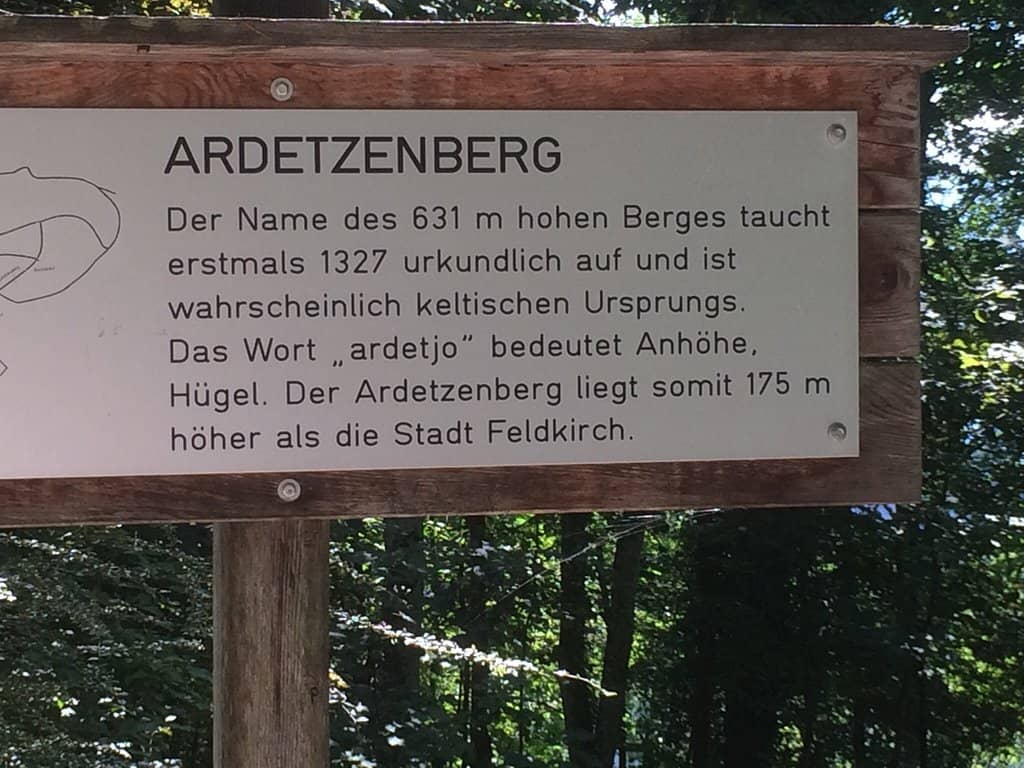 ARDETZENBERG
Der Name des 631 m hohen Berges taucht
erstmals 1327 urkundlich auf und ist
wahrscheinlich keltischen Ursprungs.
Das Wort „ardetjo" bedeutet Anhöhe,
Hügel. Der Ardetzenberg liegt somit 175 m
höher als die Stadt Feldkirch.